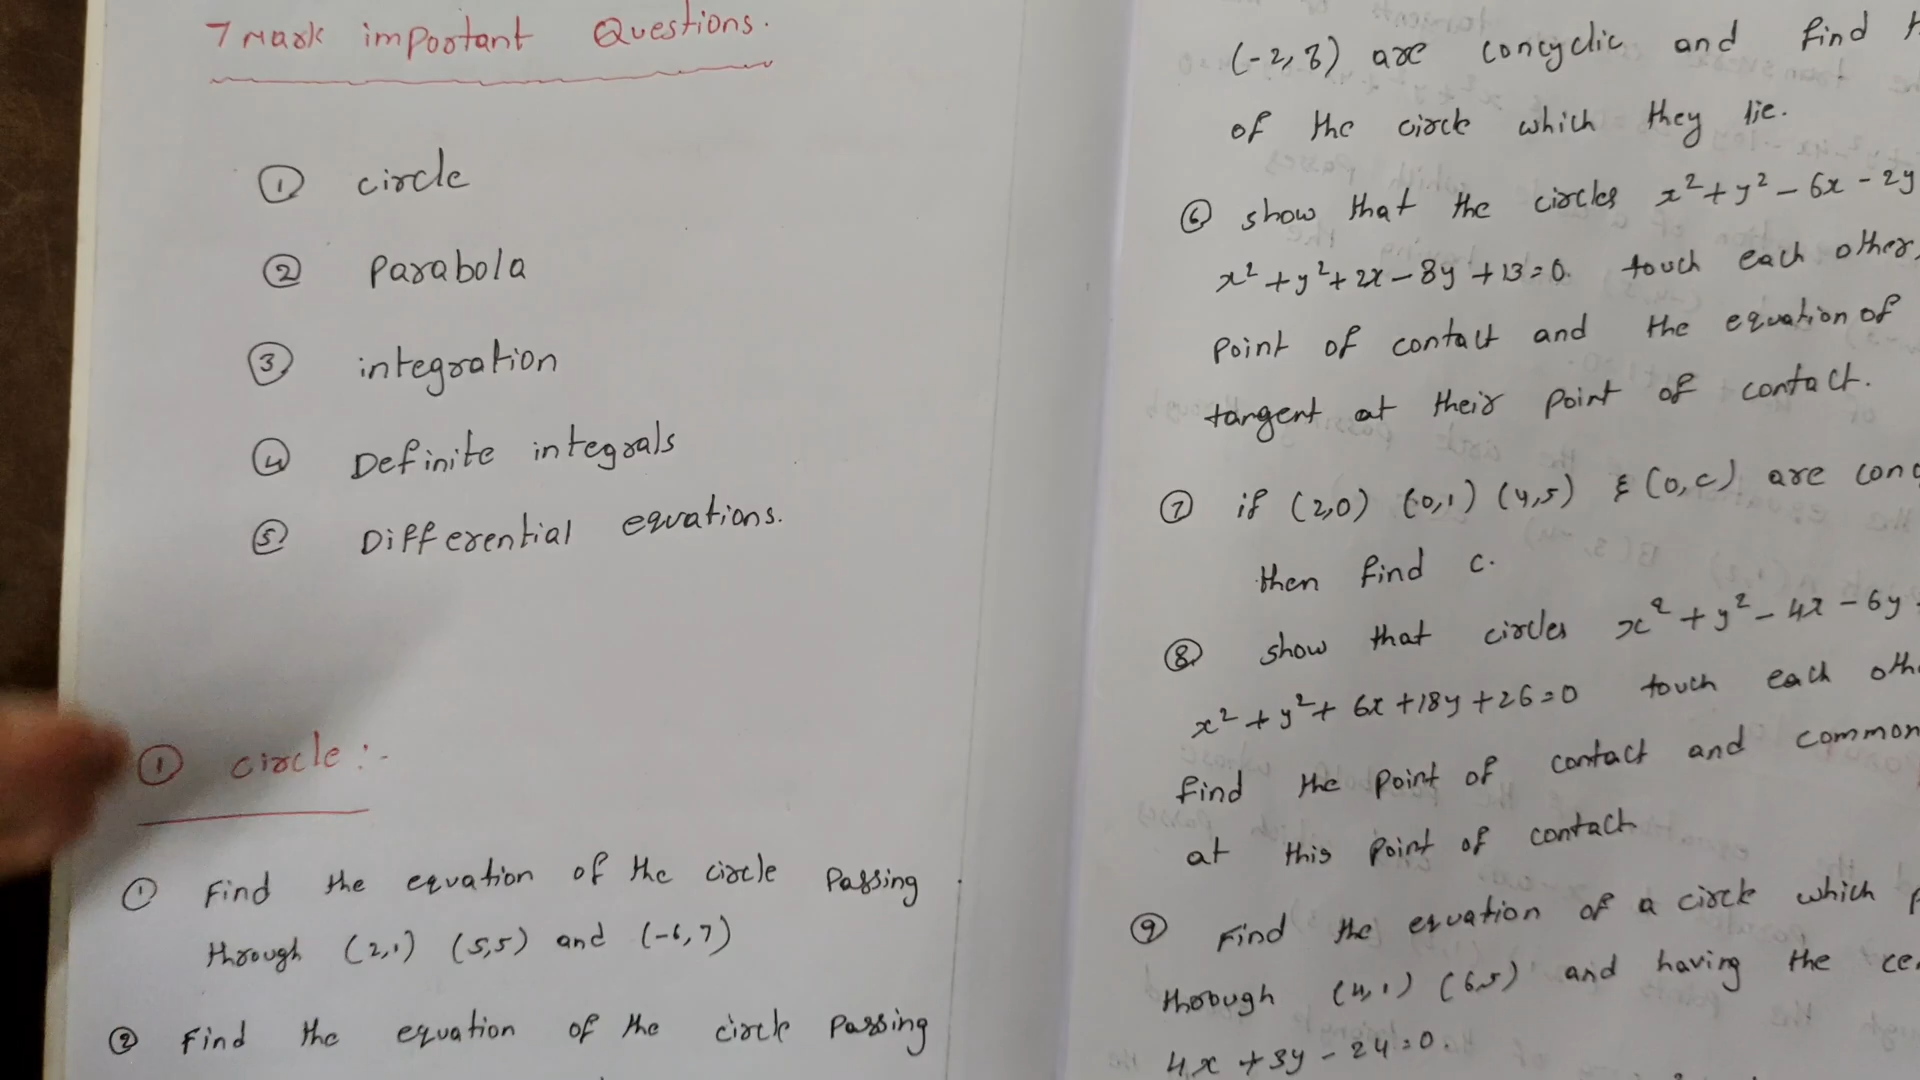 7 Mark important Questions.
① circle
② Parabola
③ integration
④ Definite integrals
⑤ Differential equations.
① circle :-
① Find the equation of the circle Passing
through (2,1) (5,5) and (-6,7)
② Find the equation of the circle Passing
(-2,3) are concyclic and find
of the circle which they lie.
⑥ show that the circles x²+y²-6x-2y
x²+y²+2x-8y+13=0. touch each other,
Point of contact and the equation of
tangent at their Point of contact.
⑦ if (2,0) (0,1) (4,5) & (0,c) are conc
then find c.
⑧ show that circles x²+y²-4x-6y
x²+y²+6x+18y+26=0 touch each oth
find the point of contact and common
at this Point of contact
⑨ Find the equation of a circle which P
thorough (4,1) (6,5) and having the ce
4x+3y-24=0.